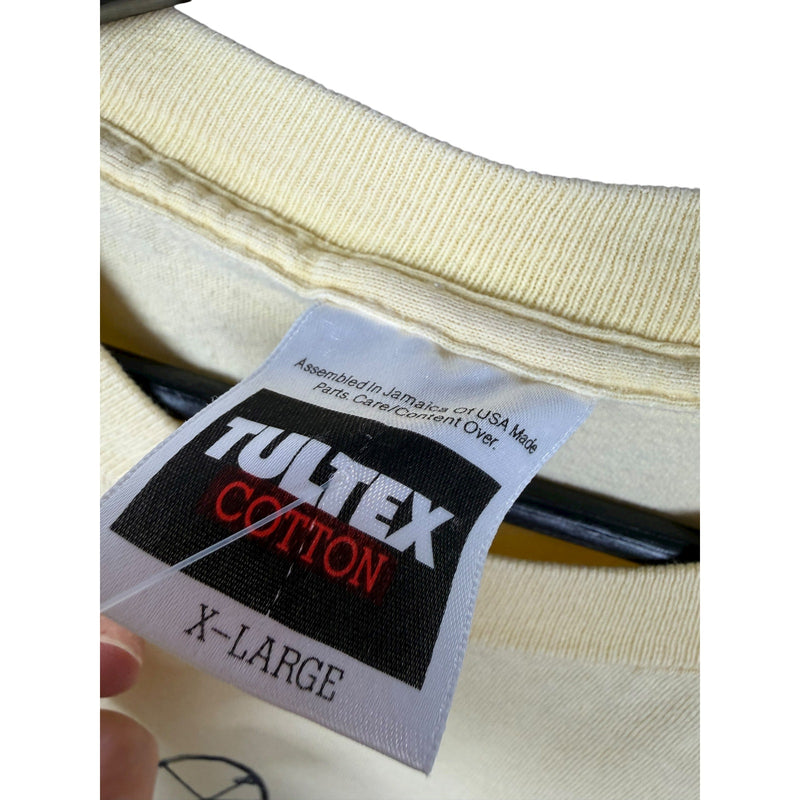 Assembled In Jamaica Of USA Made
Parts. Care/Content Over.
TULTEX
COTTON
X-LARGE